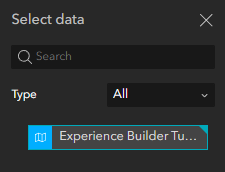 Select data
Search
Type
All
Experience Builder Tu...